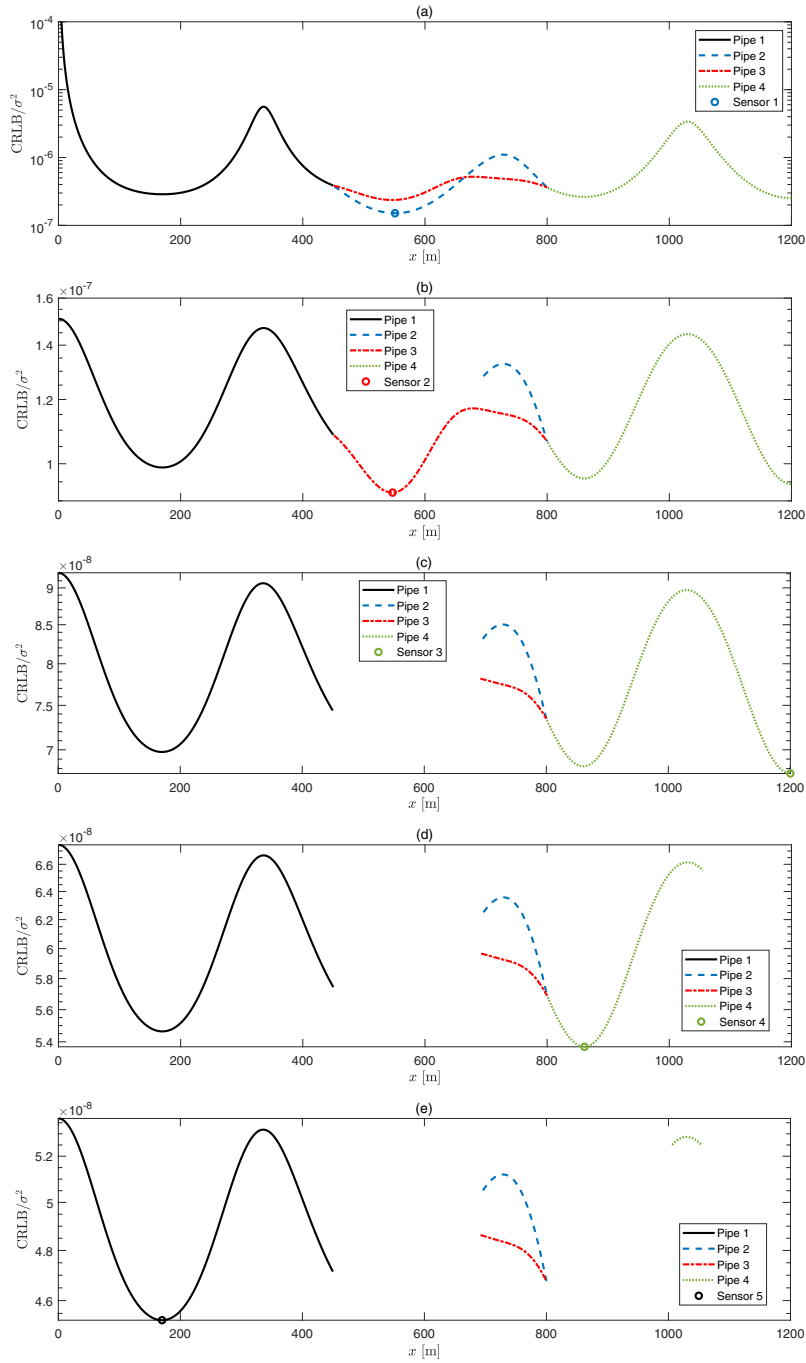 (a)
10^-4
10^-5
10^-6
10^-7
CRLB/σ²
Pipe 1
Pipe 2
Pipe 3
Pipe 4
Sensor 1
0 200 400 600 800 1000 1200
x [m]
(b)
×10^-7
1.6
1.4
1.2
1
CRLB/σ²
Pipe 1
Pipe 2
Pipe 3
Pipe 4
Sensor 2
0 200 400 600 800 1000 1200
x [m]
(c)
×10^-8
9
8.5
8
7.5
7
CRLB/σ²
Pipe 1
Pipe 2
Pipe 3
Pipe 4
Sensor 3
0 200 400 600 800 1000 1200
x [m]
(d)
×10^-8
6.6
6.4
6.2
6
5.8
5.6
5.4
CRLB/σ²
Pipe 1
Pipe 2
Pipe 3
Pipe 4
Sensor 4
0 200 400 600 800 1000 1200
x [m]
(e)
×10^-8
5.2
5
4.8
4.6
CRLB/σ²
Pipe 1
Pipe 2
Pipe 3
Pipe 4
Sensor 5
0 200 400 600 800 1000 1200
x [m]